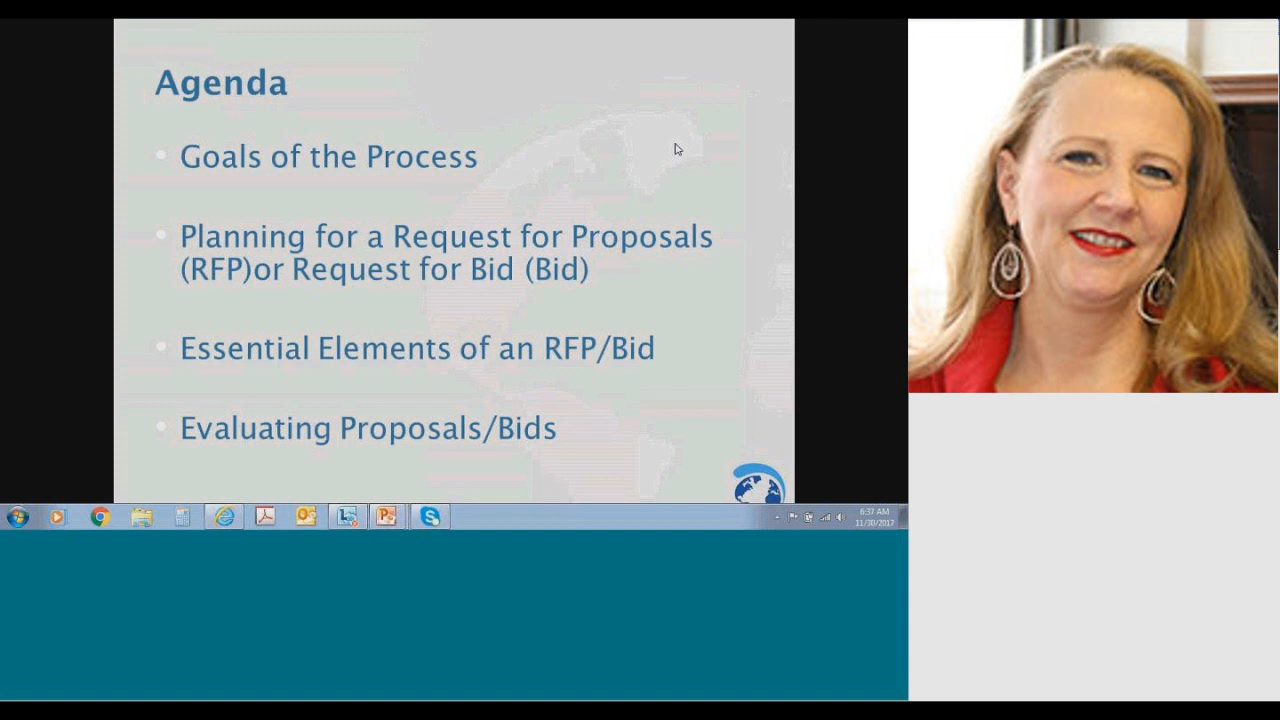 Agenda
Goals of the Process
Planning for a Request for Proposals
(RFP)or Request for Bid (Bid)
Essential Elements of an RFP/Bid
Evaluating Proposals/Bids
6:37 AM
11/30/2017